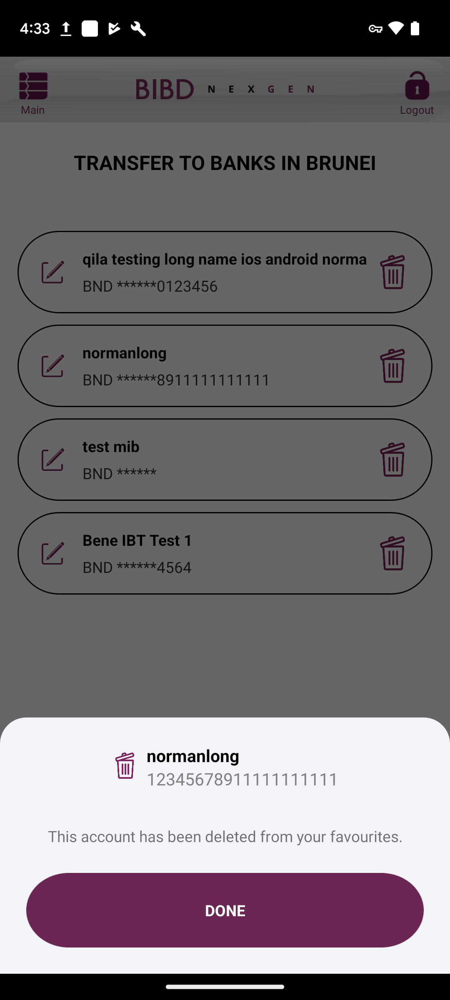 4:33
BIBD NEXGEN
Main
Logout
TRANSFER TO BANKS IN BRUNEI
qila testing long name ios android norma
BND ******0123456
normanlong
BND ******8911111111111
test mib
BND ******
Bene IBT Test 1
BND ******4564
normanlong
12345678911111111111
This account has been deleted from your favourites.
DONE